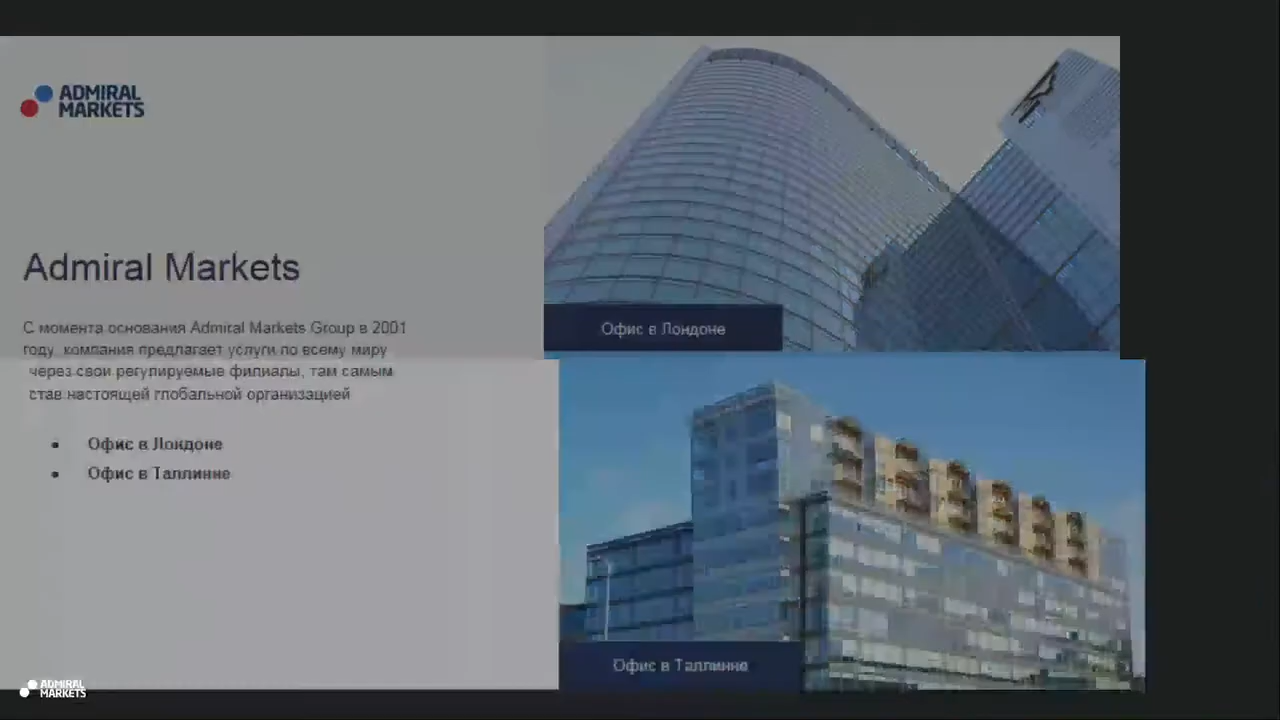 ADMIRAL
MARKETS
Admiral Markets
С момента основания Admiral Markets Group в 2001
году, компания предлагает услуги по всему миру
через свои регулируемые филиалы, там самым
став настоящей глобальной организацией
• Офис в Лондоне
• Офис в Таллинне
Офис в Лондоне
Офис в Таллинне
ADMIRAL
MARKETS